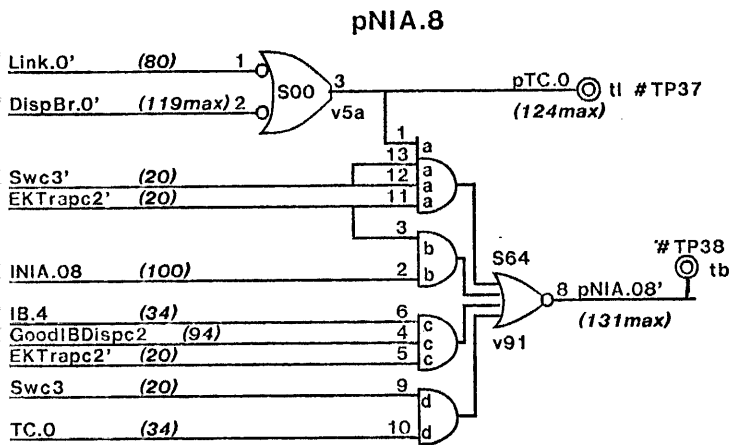 pNIA.8
Link.0' (80) 1
DispBr.0' (119max) 2
S00
3
v5a
pTC.0
(124max)
tl #TP37
1 a
13 a
Swc3' (20) 12 a
EKTrapc2' (20) 11 a
3 b
INIA.08 (100) 2 b
IB.4 (34) 6 c
GoodIBDispc2 (94) 4 c
EKTrapc2' (20) 5 c
Swc3 (20) 9 d
TC.0 (34) 10 d
S64
v91
8 pNIA.08'
(131max)
#TP38
tb